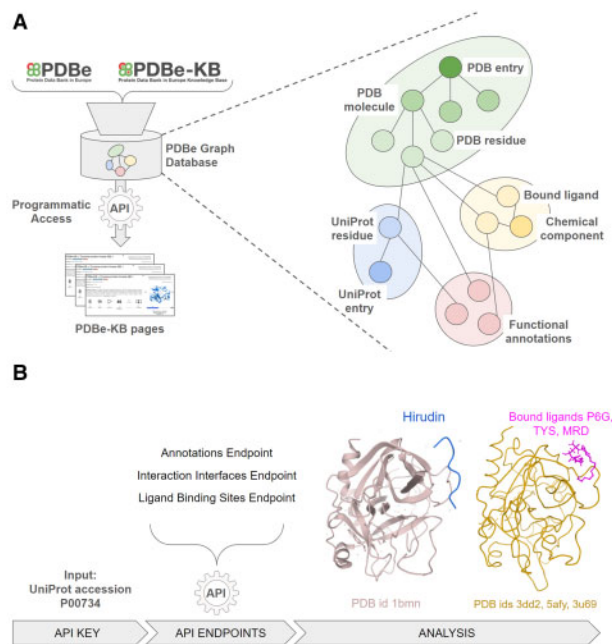 A
PDBe
Protein Data Bank in Europe
PDBe-KB
Protein Data Bank in Europe Knowledge Base
PDBe Graph
Database
Programmatic
Access
API
PDBe-KB pages
PDB entry
PDB
molecule
PDB residue
Bound ligand
UniProt
residue
Chemical
component
UniProt
entry
Functional
annotations
B
Annotations Endpoint
Interaction Interfaces Endpoint
Ligand Binding Sites Endpoint
Hirudin
Bound ligands P6G,
TYS, MRD
Input:
UniProt accession
P00734
API
PDB id 1bmn
PDB ids 3dd2, 5afy, 3u69
API KEY
API ENDPOINTS
ANALYSIS